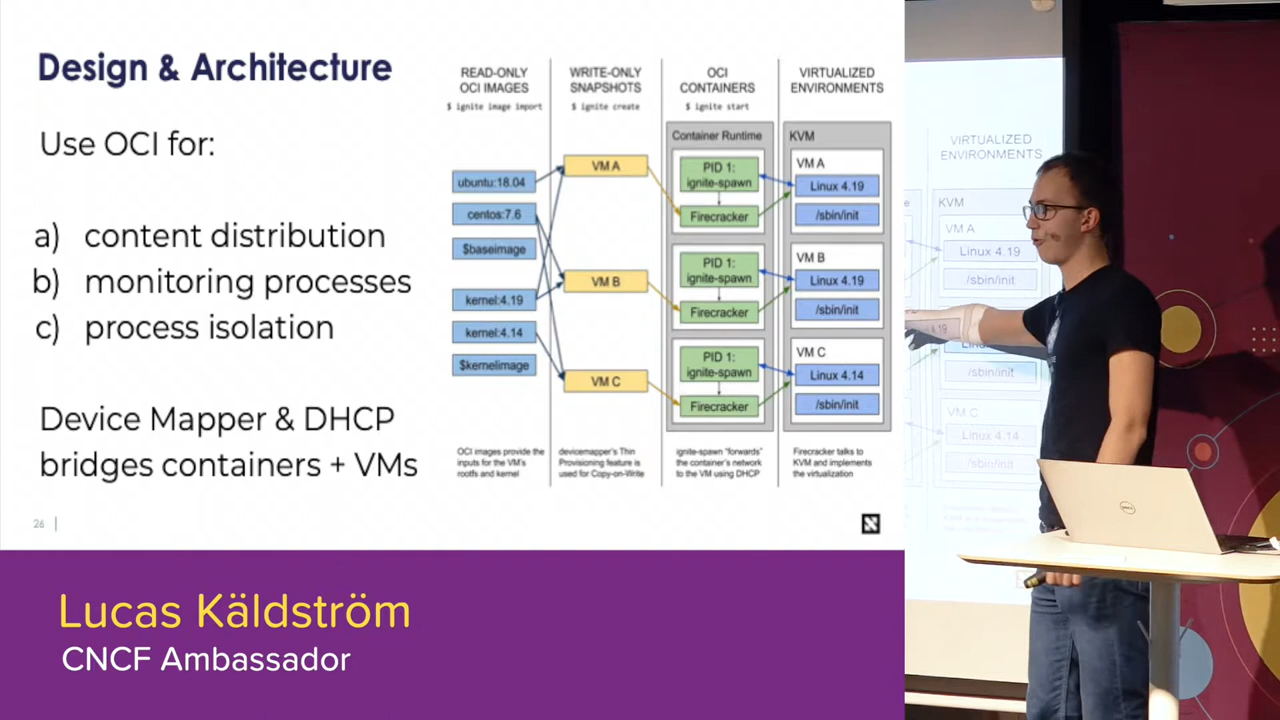 Design & Architecture
Use OCI for:
a) content distribution
b) monitoring processes
c) process isolation
Device Mapper & DHCP
bridges containers + VMs
26
READ-ONLY
OCI IMAGES
$ ignite image import
ubuntu:18.04
centos:7.6
$baseimage
kernel:4.19
kernel:4.14
$kernelimage
OCI images provide the
inputs for the VM's
rootfs and kernel
WRITE-ONLY
SNAPSHOTS
$ ignite create
VM A
VM B
VM C
devicemapper's Thin
Provisioning feature is
used for Copy-on-Write
OCI
CONTAINERS
$ ignite start
Container Runtime
PID 1:
ignite-spawn
Firecracker
PID 1:
ignite-spawn
Firecracker
PID 1:
ignite-spawn
Firecracker
ignite-spawn "forwards"
the container's network
to the VM using DHCP
VIRTUALIZED
ENVIRONMENTS
KVM
VM A
Linux 4.19
/sbin/init
VM B
Linux 4.19
/sbin/init
VM C
Linux 4.14
/sbin/init
Firecracker talks to
KVM and implements
the virtualization
VIRTUALIZED
ENVIRONMENTS
KVM
VM A
Linux 4.19
/sbin/init
/sbin/init
VM C
Linux 4.14
/sbin/init
DELL
Lucas Käldström
CNCF Ambassador